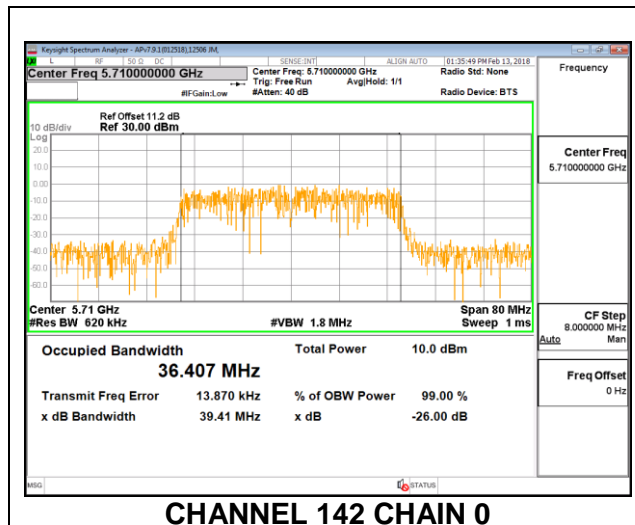 Keysight Spectrum Analyzer - APv7.9.1(012518),12506 JM,
L RF 50 Ω DC SENSE:INT ALIGN AUTO 01:35:49 PM Feb 13, 2018
Center Freq 5.710000000 GHz Center Freq: 5.710000000 GHz Radio Std: None Frequency
Trig: Free Run Avg|Hold: 1/1
#IFGain:Low #Atten: 40 dB Radio Device: BTS
Ref Offset 11.2 dB
10 dB/div Ref 30.00 dBm
Log
20.0
10.0
0.00
-10.0
-20.0
-30.0
-40.0
-50.0
-60.0
Center Freq
5.710000000 GHz
Center 5.71 GHz Span 80 MHz
#Res BW 620 kHz #VBW 1.8 MHz Sweep 1 ms
CF Step
8.000000 MHz
Auto Man
Occupied Bandwidth Total Power 10.0 dBm
36.407 MHz
Freq Offset
0 Hz
Transmit Freq Error 13.870 kHz % of OBW Power 99.00 %
x dB Bandwidth 39.41 MHz x dB -26.00 dB
MSG STATUS
CHANNEL 142 CHAIN 0